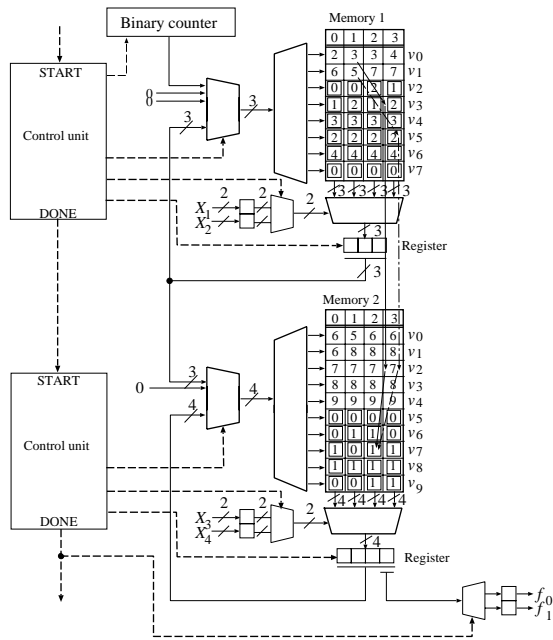 Binary counter
Memory 1
START
Control unit
DONE
0
0
3
3
0 1 2 3
2 3 3 4 v0
6 5 7 7 v1
0 0 2 1 v2
1 2 1 2 v3
4 4 3 3 v4
2 2 2 2 v5
4 4 4 4 v6
0 0 0 0 v7
3 3 3 3
X1 2 2
X2
2
3
Register
3
Memory 2
START
Control unit
DONE
3
0
4
4
0 1 2 3
6 5 6 6 v0
6 8 8 8 v1
7 7 7 7 v2
8 8 8 8 v3
9 9 9 9 v4
0 0 0 0 v5
0 1 1 0 v6
1 0 1 1 v7
1 1 1 1 v8
0 0 1 1 v9
4 4 4 4
X3 2 2
X4
2
4
Register
f0
f1